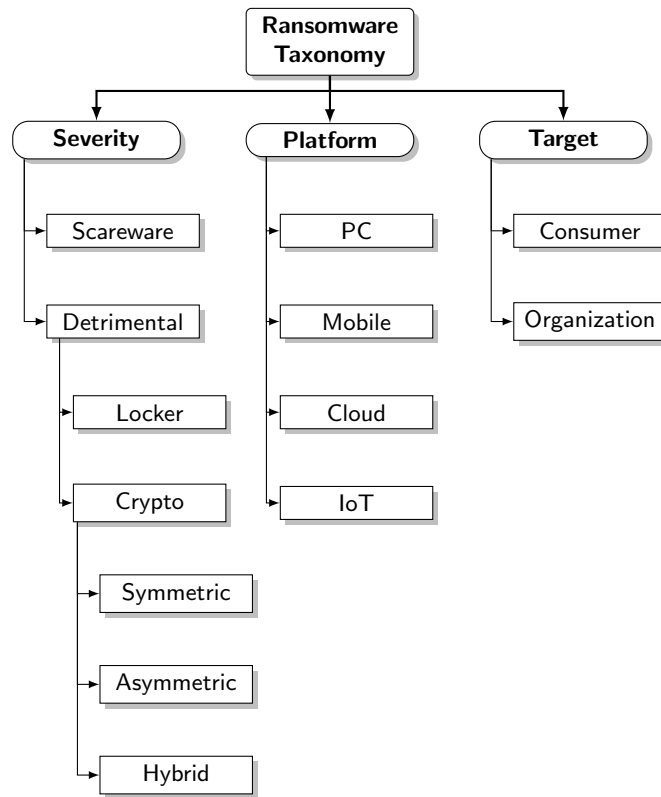 Ransomware
Taxonomy
Severity
Platform
Target
Scareware
PC
Consumer
Detrimental
Mobile
Organization
Locker
Cloud
Crypto
IoT
Symmetric
Asymmetric
Hybrid